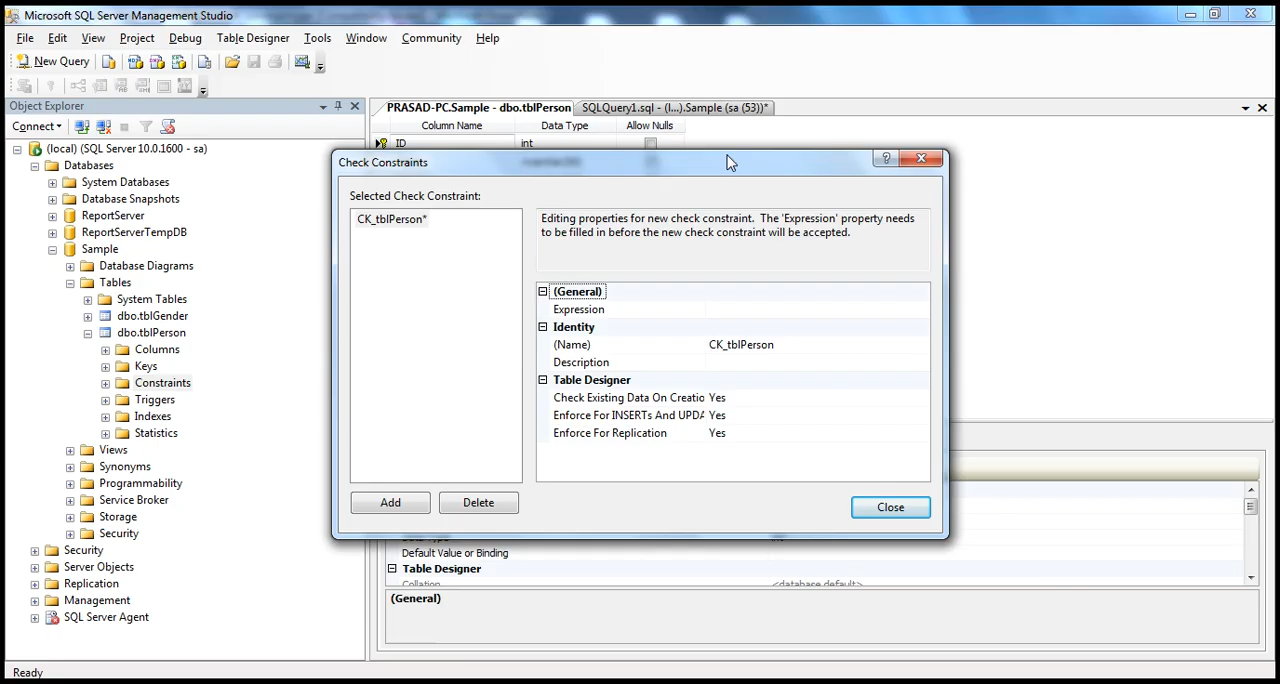 Microsoft SQL Server Management Studio
File Edit View Project Debug Table Designer Tools Window Community Help
New Query
Object Explorer
Connect
(local) (SQL Server 10.0.1600 - sa)
Databases
System Databases
Database Snapshots
ReportServer
ReportServerTempDB
Sample
Database Diagrams
Tables
System Tables
dbo.tblGender
dbo.tblPerson
Columns
Keys
Constraints
Triggers
Indexes
Statistics
Views
Synonyms
Programmability
Service Broker
Storage
Security
Security
Server Objects
Replication
Management
SQL Server Agent
PRASAD-PC.Sample - dbo.tblPerson SQLQuery1.sql - (l...).Sample (sa (53))*
Column Name Data Type Allow Nulls
ID int
Check Constraints
Selected Check Constraint:
CK_tblPerson*
Editing properties for new check constraint. The 'Expression' property needs
to be filled in before the new check constraint will be accepted.
(General)
Expression
Identity
(Name) CK_tblPerson
Description
Table Designer
Check Existing Data On Creatio Yes
Enforce For INSERTs And UPDA Yes
Enforce For Replication Yes
Add Delete Close
Default Value or Binding
Table Designer
Collation <database default>
(General)
Ready